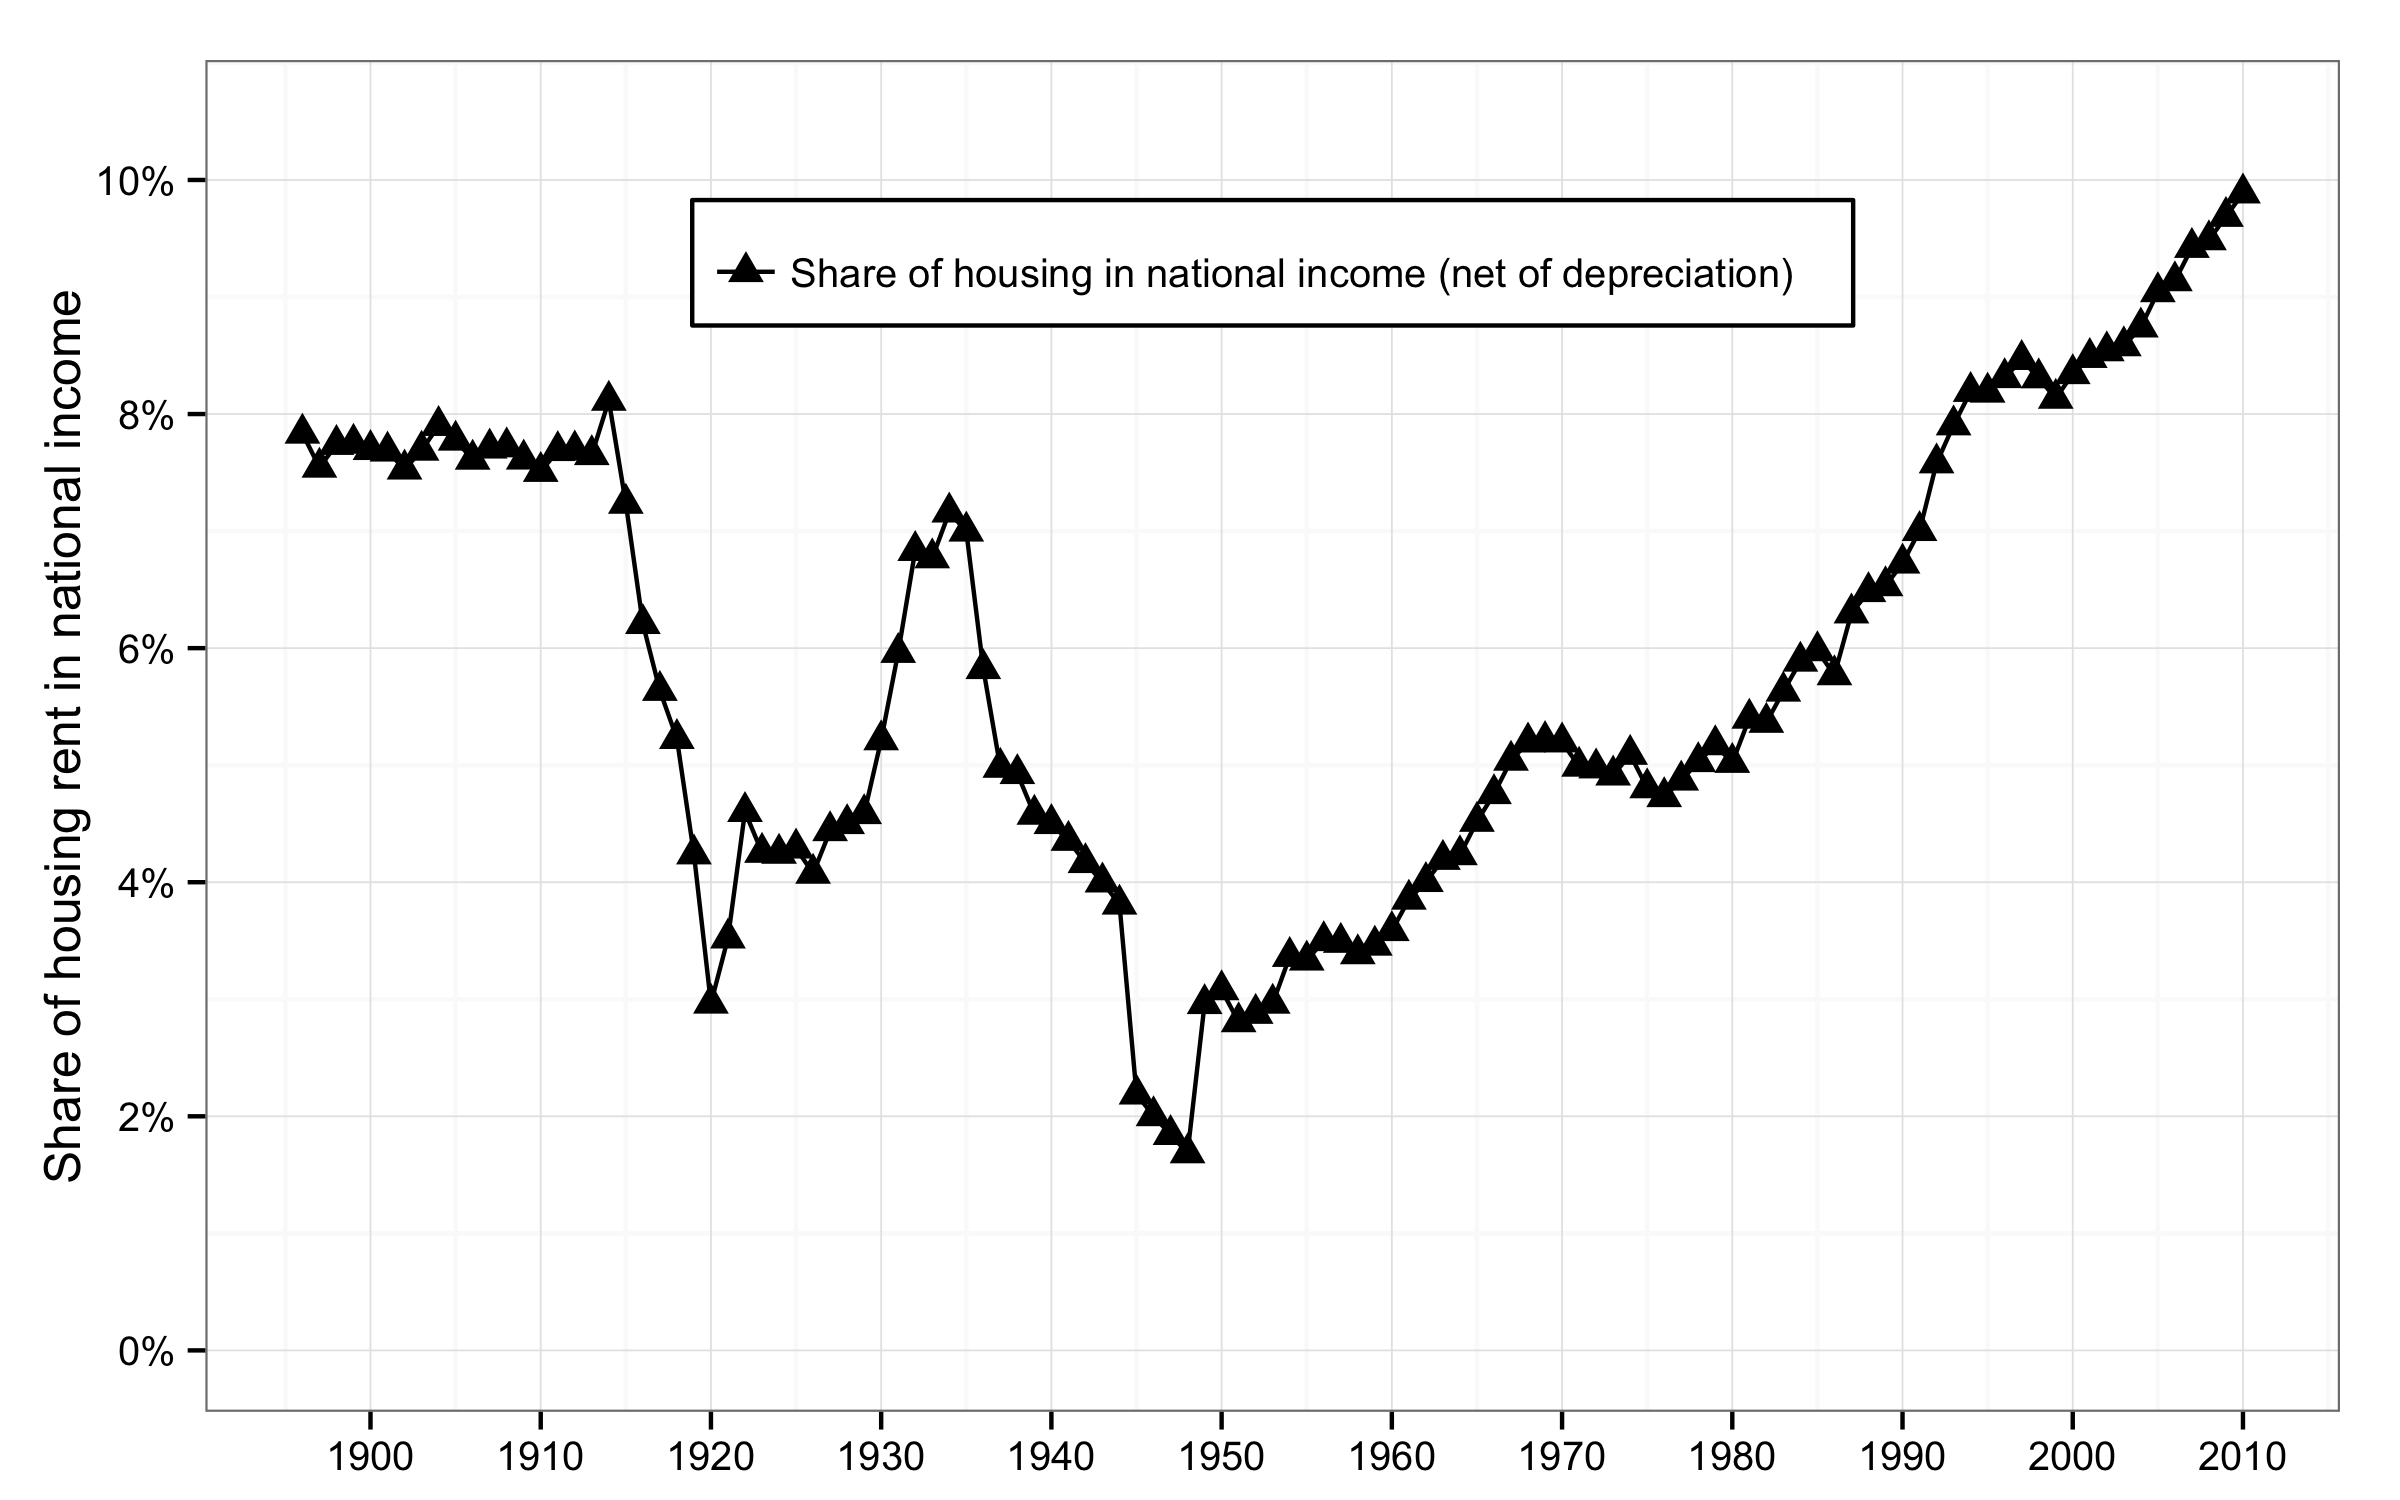 Share of housing rent in national income
10%
8%
6%
4%
2%
0%
Share of housing in national income (net of depreciation)
1900 1910 1920 1930 1940 1950 1960 1970 1980 1990 2000 2010